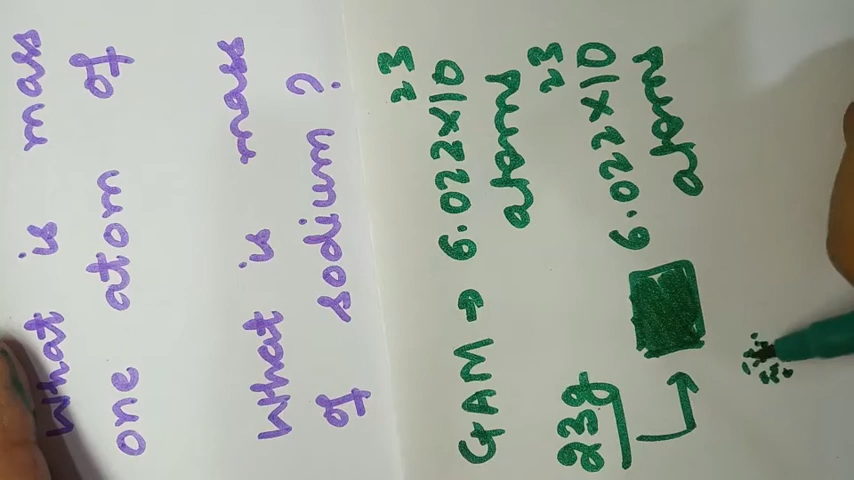 What is mass
one atom of
What is mass
of sodium ?
GAM → 6.022×10²³
atoms
23g 6.022×10²³
atoms